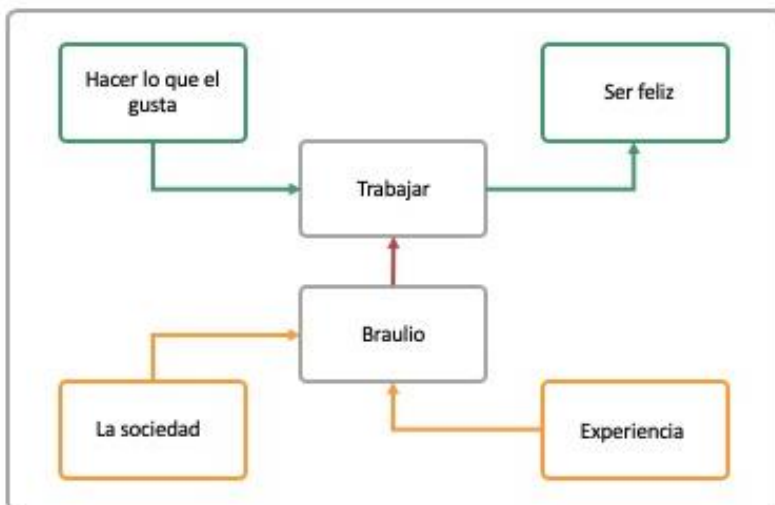 Hacer lo que el
gusta
Ser feliz
Trabajar
Braulio
La sociedad
Experiencia